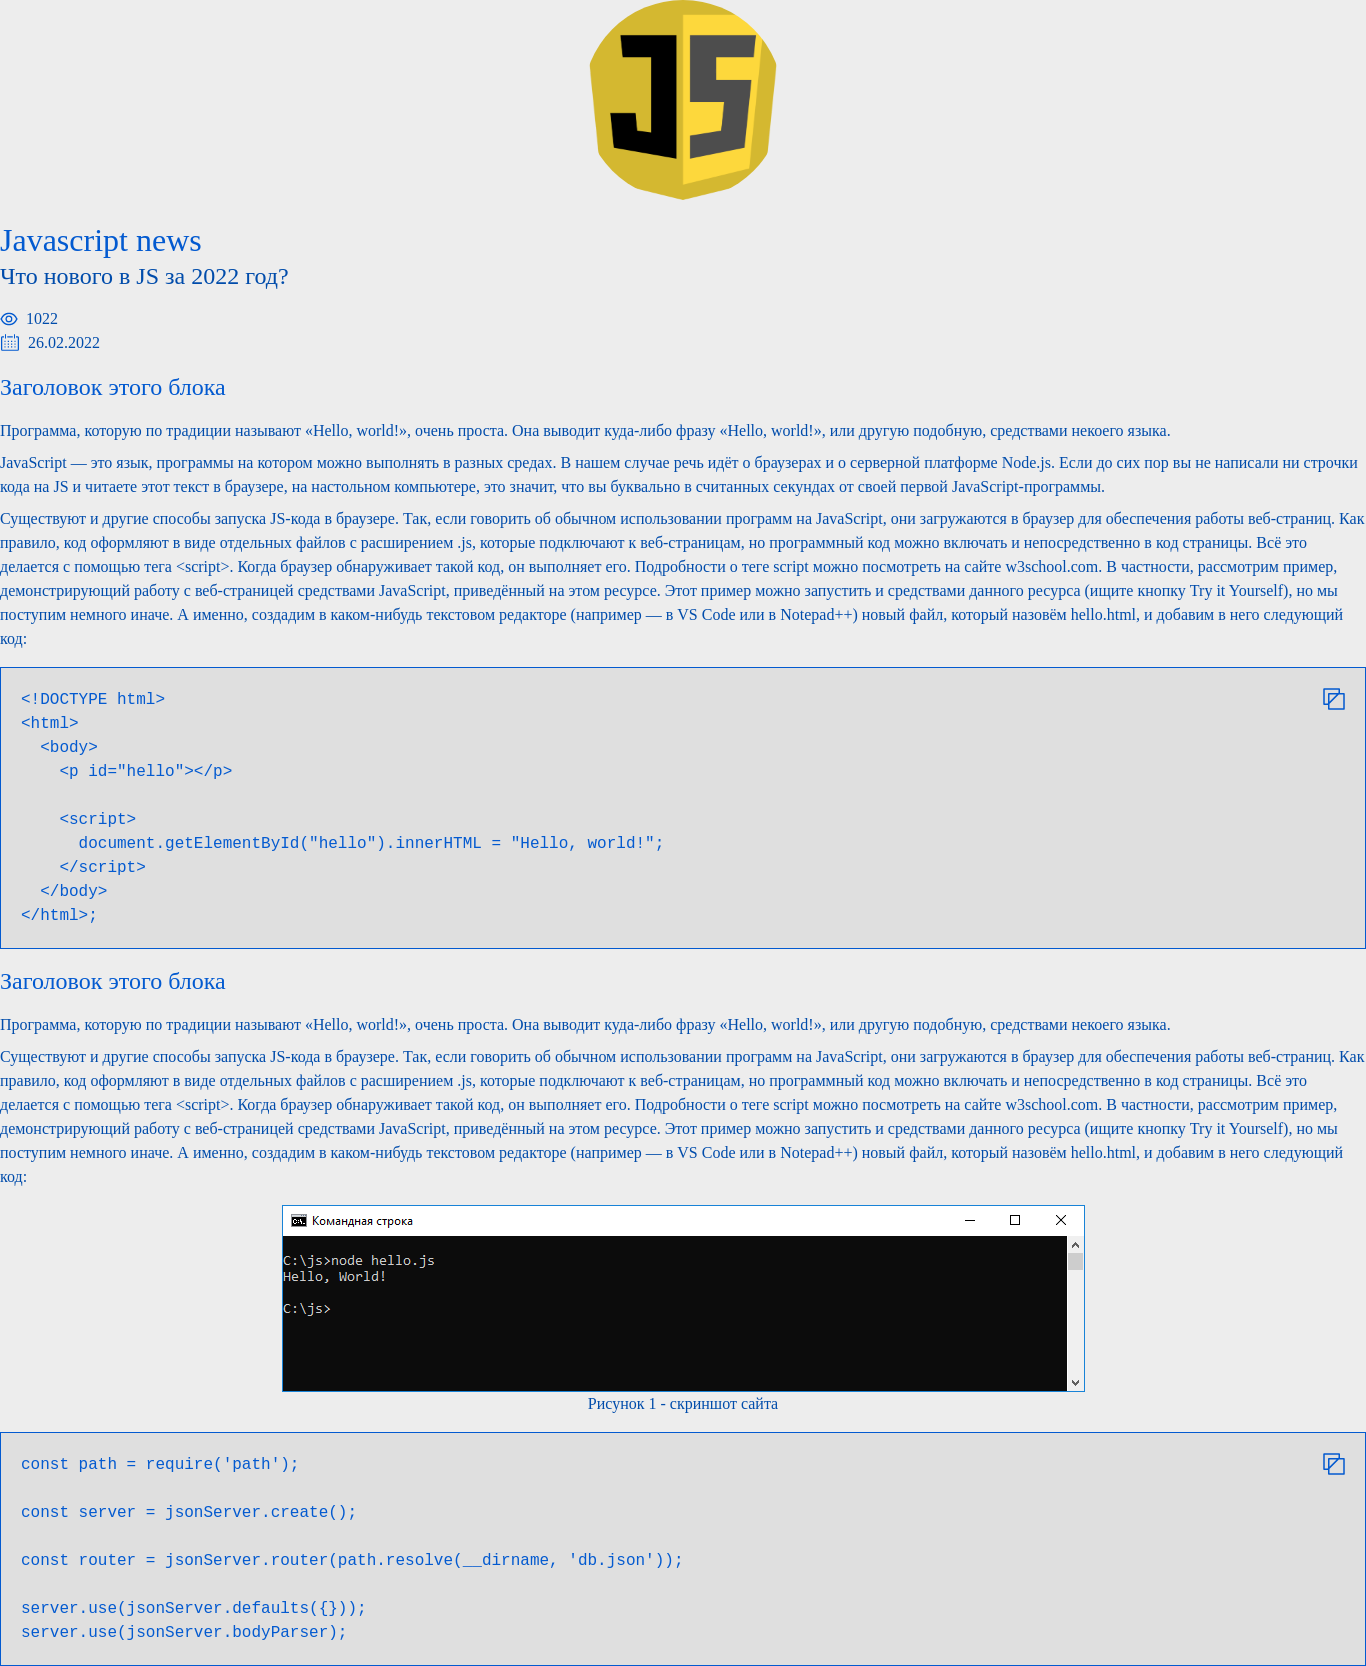 JS
Javascript news
Что нового в JS за 2022 год?
1022
26.02.2022
Заголовок этого блока
Программа, которую по традиции называют «Hello, world!», очень проста. Она выводит куда-либо фразу «Hello, world!», или другую подобную, средствами некоего языка.
JavaScript — это язык, программы на котором можно выполнять в разных средах. В нашем случае речь идёт о браузерах и о серверной платформе Node.js. Если до сих пор вы не написали ни строчки
кода на JS и читаете этот текст в браузере, на настольном компьютере, это значит, что вы буквально в считанных секундах от своей первой JavaScript-программы.
Существуют и другие способы запуска JS-кода в браузере. Так, если говорить об обычном использовании программ на JavaScript, они загружаются в браузер для обеспечения работы веб-страниц. Как
правило, код оформляют в виде отдельных файлов с расширением .js, которые подключают к веб-страницам, но программный код можно включать и непосредственно в код страницы. Всё это
делается с помощью тега <script>. Когда браузер обнаруживает такой код, он выполняет его. Подробности о теге script можно посмотреть на сайте w3school.com. В частности, рассмотрим пример,
демонстрирующий работу с веб-страницей средствами JavaScript, приведённый на этом ресурсе. Этот пример можно запустить и средствами данного ресурса (ищите кнопку Try it Yourself), но мы
поступим немного иначе. А именно, создадим в каком-нибудь текстовом редакторе (например — в VS Code или в Notepad++) новый файл, который назовём hello.html, и добавим в него следующий
код:
<!DOCTYPE html>
<html>
  <body>
    <p id="hello"></p>
    <script>
      document.getElementById("hello").innerHTML = "Hello, world!";
    </script>
  </body>
</html>;
Заголовок этого блока
Программа, которую по традиции называют «Hello, world!», очень проста. Она выводит куда-либо фразу «Hello, world!», или другую подобную, средствами некоего языка.
Существуют и другие способы запуска JS-кода в браузере. Так, если говорить об обычном использовании программ на JavaScript, они загружаются в браузер для обеспечения работы веб-страниц. Как
правило, код оформляют в виде отдельных файлов с расширением .js, которые подключают к веб-страницам, но программный код можно включать и непосредственно в код страницы. Всё это
делается с помощью тега <script>. Когда браузер обнаруживает такой код, он выполняет его. Подробности о теге script можно посмотреть на сайте w3school.com. В частности, рассмотрим пример,
демонстрирующий работу с веб-страницей средствами JavaScript, приведённый на этом ресурсе. Этот пример можно запустить и средствами данного ресурса (ищите кнопку Try it Yourself), но мы
поступим немного иначе. А именно, создадим в каком-нибудь текстовом редакторе (например — в VS Code или в Notepad++) новый файл, который назовём hello.html, и добавим в него следующий
код:
Командная строка
C:\js>node hello.js
Hello, World!
C:\js>
Рисунок 1 - скриншот сайта
const path = require('path');
const server = jsonServer.create();
const router = jsonServer.router(path.resolve(__dirname, 'db.json'));
server.use(jsonServer.defaults({}));
server.use(jsonServer.bodyParser);